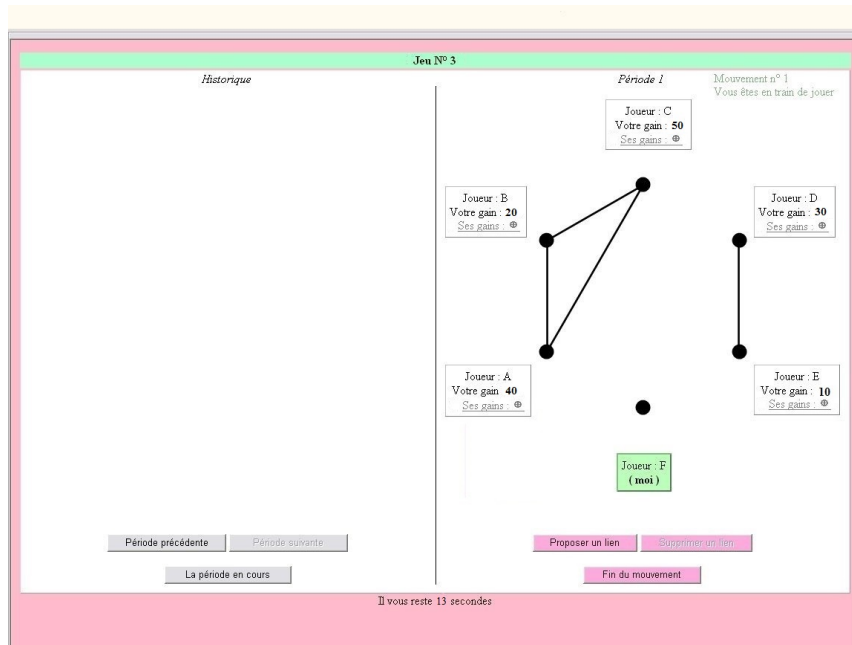 Jeu Nº 3
Historique
Période 1
Mouvement nº 1
Vous êtes en train de jouer
Joueur : C
Votre gain : 50
Ses gains : ⊕
Joueur : B
Votre gain : 20
Ses gains : ⊕
Joueur : D
Votre gain : 30
Ses gains : ⊕
Joueur : A
Votre gain 40
Ses gains : ⊕
Joueur : E
Votre gain : 10
Ses gains : ⊕
Joueur : F
( moi )
Période précédente
Période suivante
La période en cours
Proposer un lien
Supprimer un lien
Fin du mouvement
Il vous reste 13 secondes